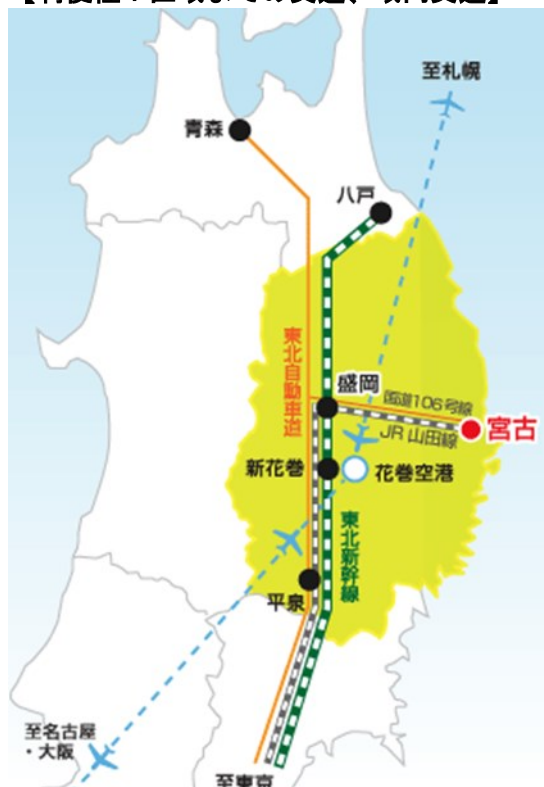 至札幌
青森
八戸
東北自動車道
盛岡
国道106号線
JR 山田線
宮古
新花巻
花巻空港
東北新幹線
平泉
至名古屋
・大阪
至東京